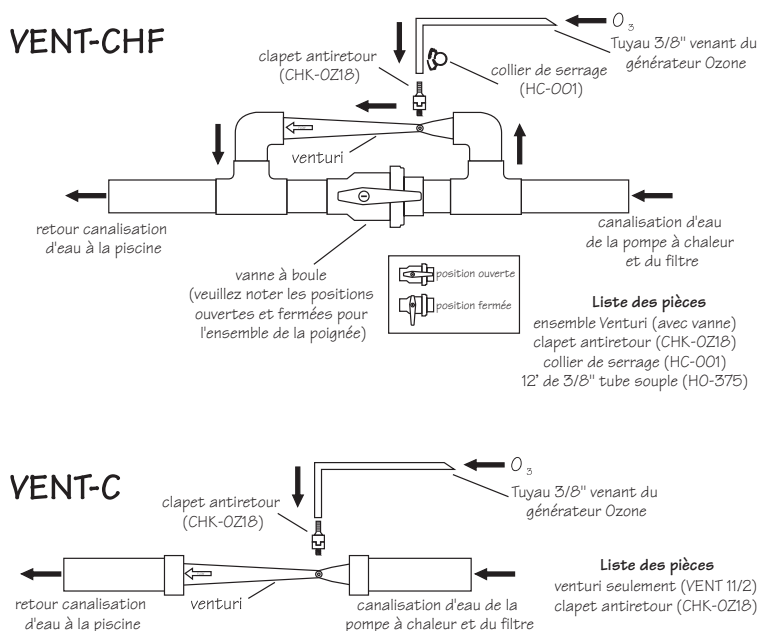 VENT-CHF
O3
Tuyau 3/8" venant du
générateur Ozone
clapet antiretour
(CHK-OZ18)
collier de serrage
(HC-001)
venturi
retour canalisation
d'eau à la piscine
canalisation d'eau
de la pompe à chaleur
et du filtre
vanne à boule
(veuillez noter les positions
ouvertes et fermées pour
l'ensemble de la poignée)
position ouverte
position fermée
Liste des pièces
ensemble Venturi (avec vanne)
clapet antiretour (CHK-OZ18)
collier de serrage (HC-001)
12' de 3/8" tube souple (HO-375)
VENT-C
O3
Tuyau 3/8" venant du
générateur Ozone
clapet antiretour
(CHK-OZ18)
retour canalisation
d'eau à la piscine
venturi
canalisation d'eau de la
pompe à chaleur et du filtre
Liste des pièces
venturi seulement (VENT 11/2)
clapet antiretour (CHK-OZ18)